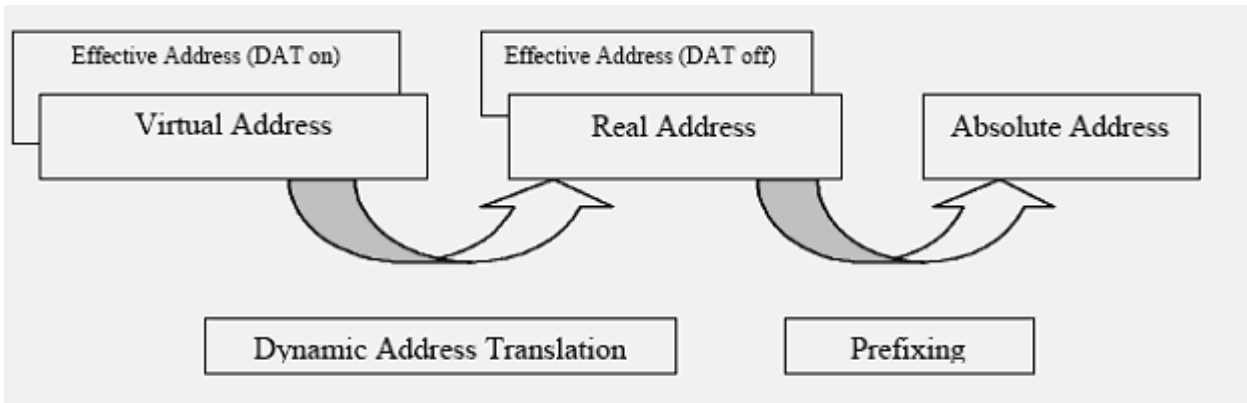 Effective Address (DAT on)
Virtual Address
Effective Address (DAT off)
Real Address
Absolute Address
Dynamic Address Translation
Prefixing